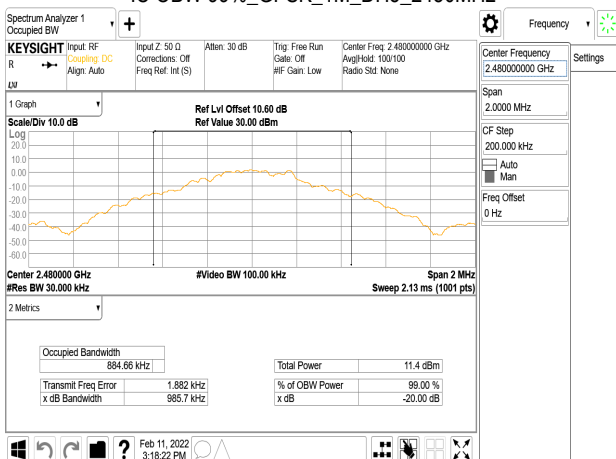 Spectrum Analyzer 1
Occupied BW
+
Frequency
KEYSIGHT
R
Input: RF
Coupling: DC
Align: Auto
Input Z: 50 Ω
Corrections: Off
Freq Ref: Int (S)
Atten: 30 dB
Trig: Free Run
Gate: Off
#IF Gain: Low
Center Freq: 2.480000000 GHz
Avg|Hold: 100/100
Radio Std: None
LXI
Center Frequency
2.480000000 GHz
Settings
Span
2.0000 MHz
CF Step
200.000 kHz
Auto
Man
Freq Offset
0 Hz
1 Graph
Scale/Div 10.0 dB
Ref Lvl Offset 10.60 dB
Ref Value 30.00 dBm
Log
20.0
10.0
0.00
-10.0
-20.0
-30.0
-40.0
-50.0
-60.0
Center 2.480000 GHz
#Res BW 30.000 kHz
#Video BW 100.00 kHz
Span 2 MHz
Sweep 2.13 ms (1001 pts)
2 Metrics
Occupied Bandwidth
884.66 kHz
Total Power 11.4 dBm
Transmit Freq Error 1.882 kHz
% of OBW Power 99.00 %
x dB Bandwidth 985.7 kHz
x dB -20.00 dB
?
Feb 11, 2022
3:18:22 PM